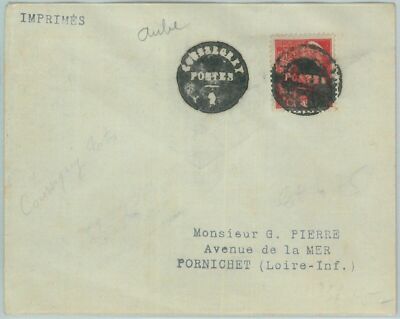 IMPRIMÉS
aube
COUSSEGREY
POSTES
POSTES
Monsieur G. PIERRE
Avenue de la MER
PORNICHET (Loire-Inf.)